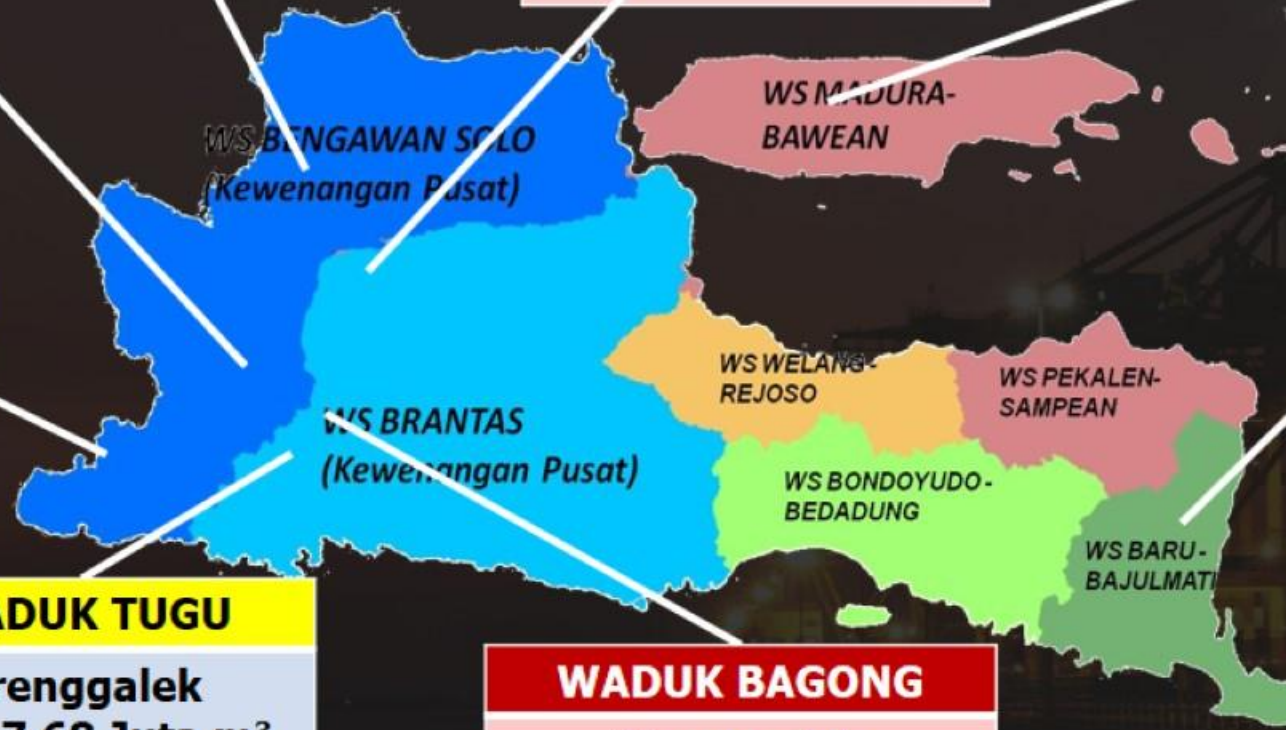 WS MADURA-
BAWEAN
WS BENGAWAN SOLO
(Kewenangan Pusat)
WS WELANG-
REJOSO
WS PEKALEN-
SAMPEAN
WS BRANTAS
(Kewenangan Pusat)
WS BONDOYUDO-
BEDADUNG
WS BARU-
BAJULMATI
ADUK TUGU
renggalek
WADUK BAGONG